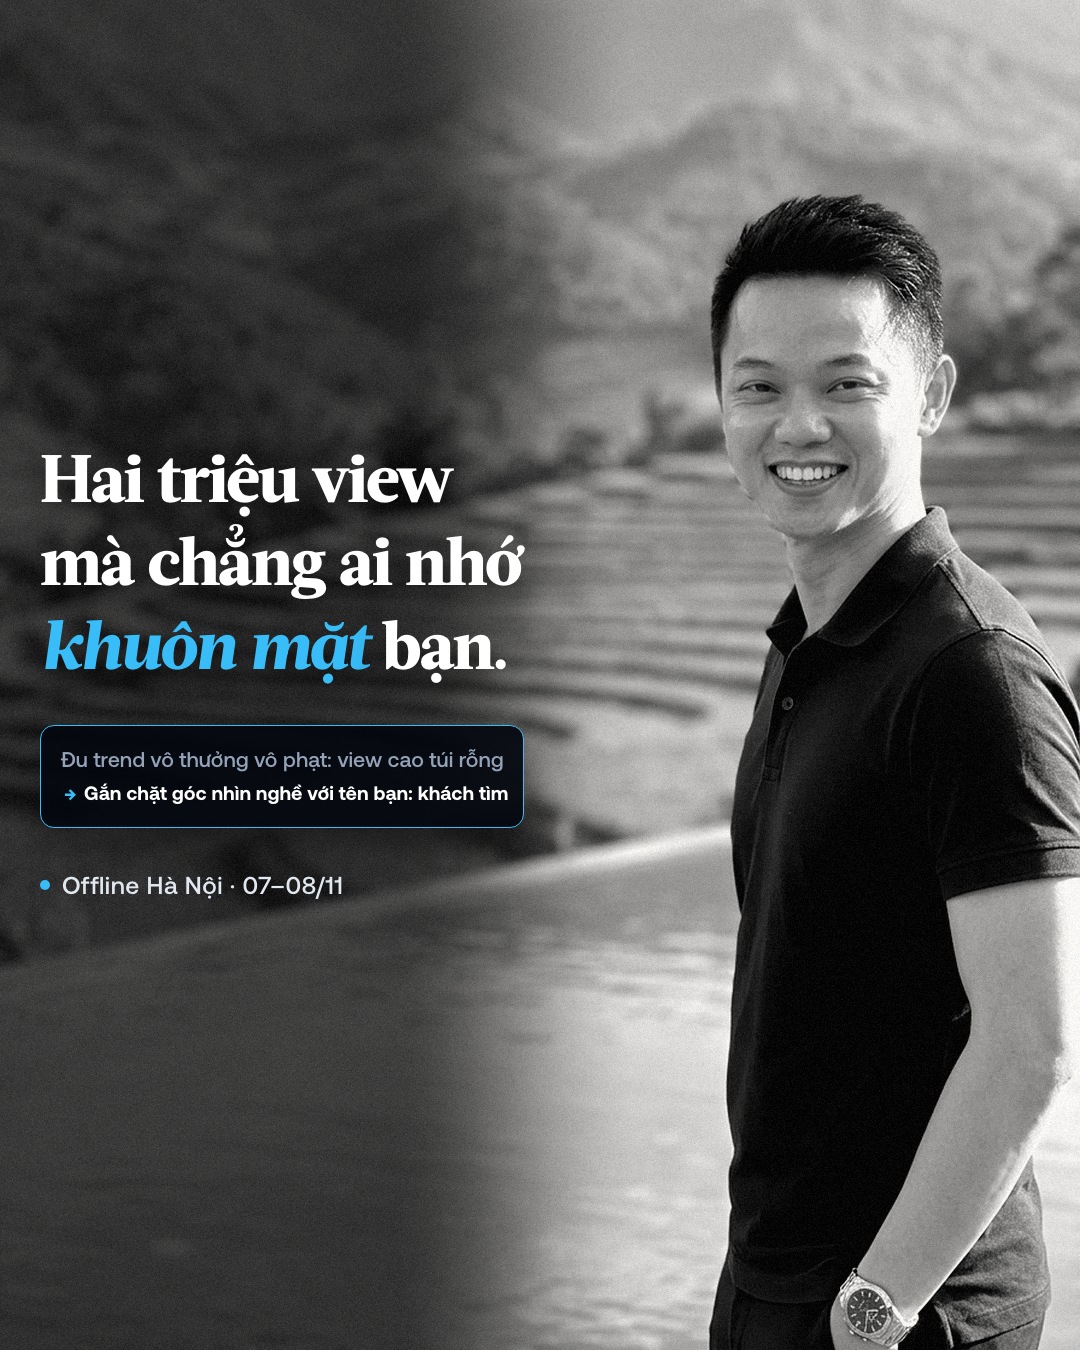 Hai triệu view
mà chẳng ai nhớ
khuôn mặt bạn.
Đu trend vô thưởng vô phạt: view cao túi rỗng
→ Gắn chặt góc nhìn nghề với tên bạn: khách tìm
Offline Hà Nội · 07–08/11